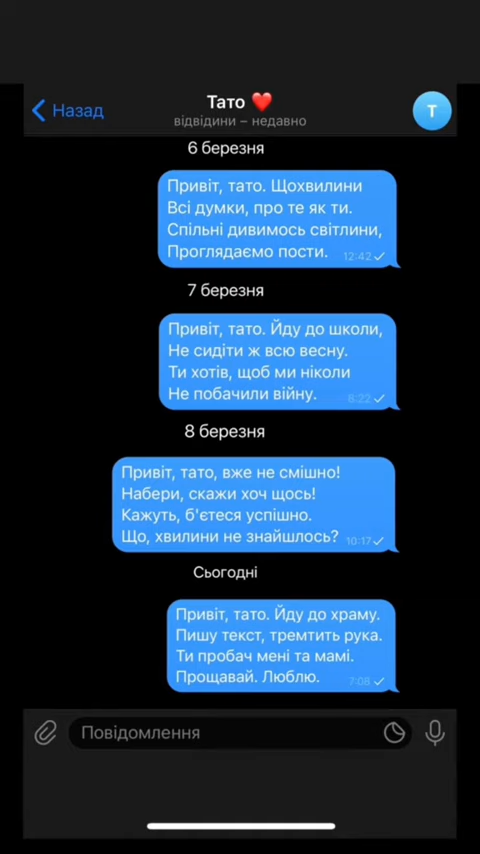 Назад
Тато ❤️
відвідини – недавно
Т
6 березня
Привіт, тато. Щохвилини
Всі думки, про те як ти.
Спільні дивимось світлини,
Проглядаємо пости.
12:42
7 березня
Привіт, тато. Йду до школи,
Не сидіти ж всю весну.
Ти хотів, щоб ми ніколи
Не побачили війну.
8:22
8 березня
Привіт, тато, вже не смішно!
Набери, скажи хоч щось!
Кажуть, б'єтеся успішно.
Що, хвилини не знайшлось?
10:17
Сьогодні
Привіт, тато. Йду до храму.
Пишу текст, тремтить рука.
Ти пробач мені та мамі.
Прощавай. Люблю.
7:08
Повідомлення